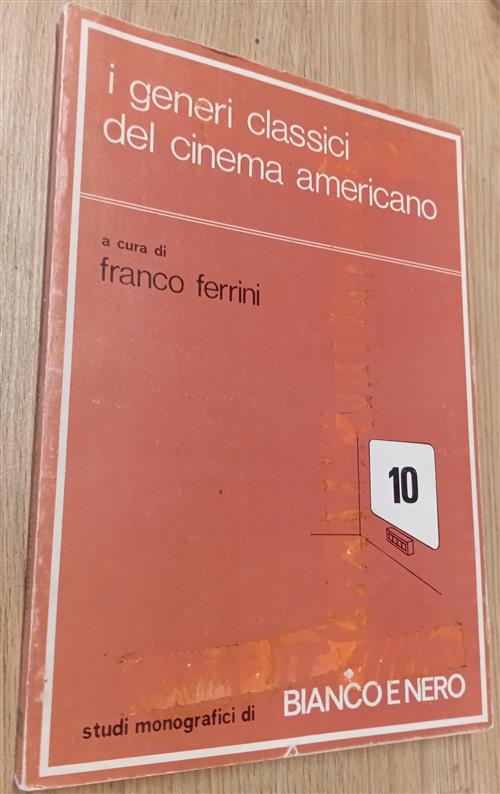 i generi classici
del cinema americano
a cura di
franco ferrini
10
studi monografici di BIANCO E NERO